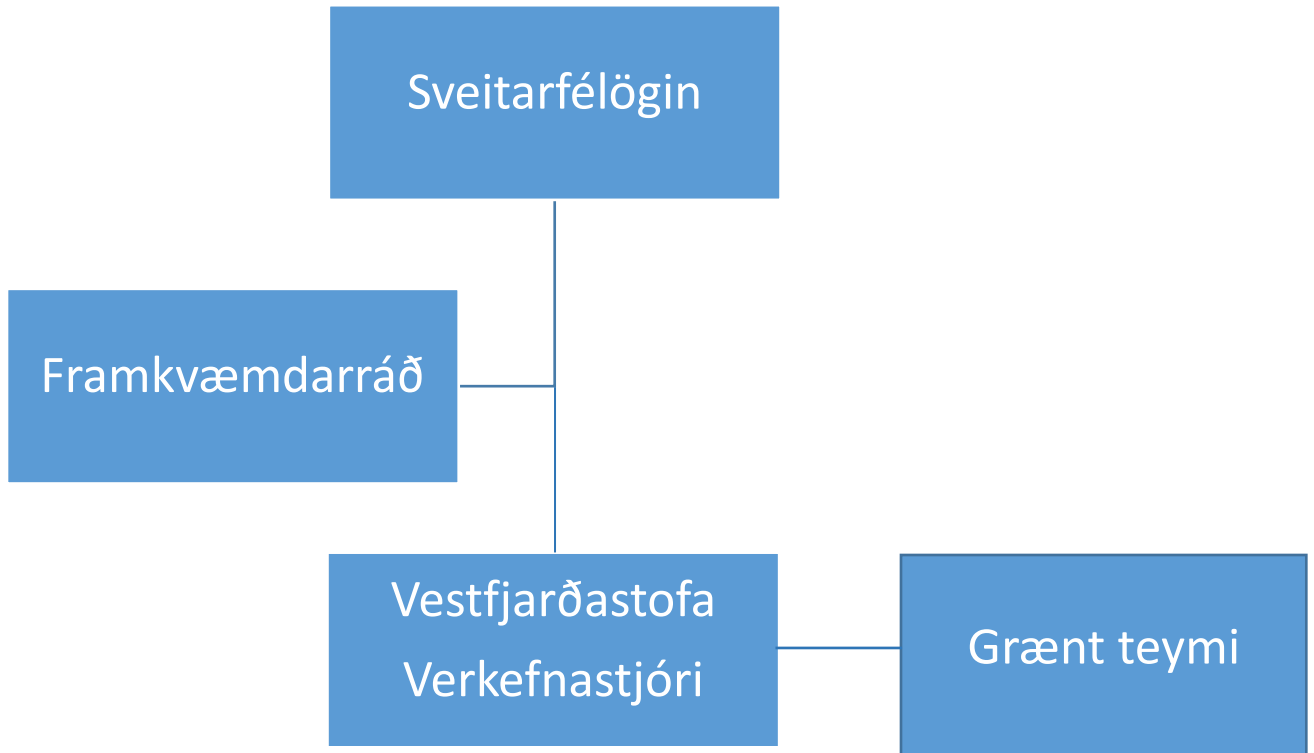 Sveitarfélögin
Framkvæmdarráð
Vestfjarðastofa
Verkefnastjóri
Grænt teymi